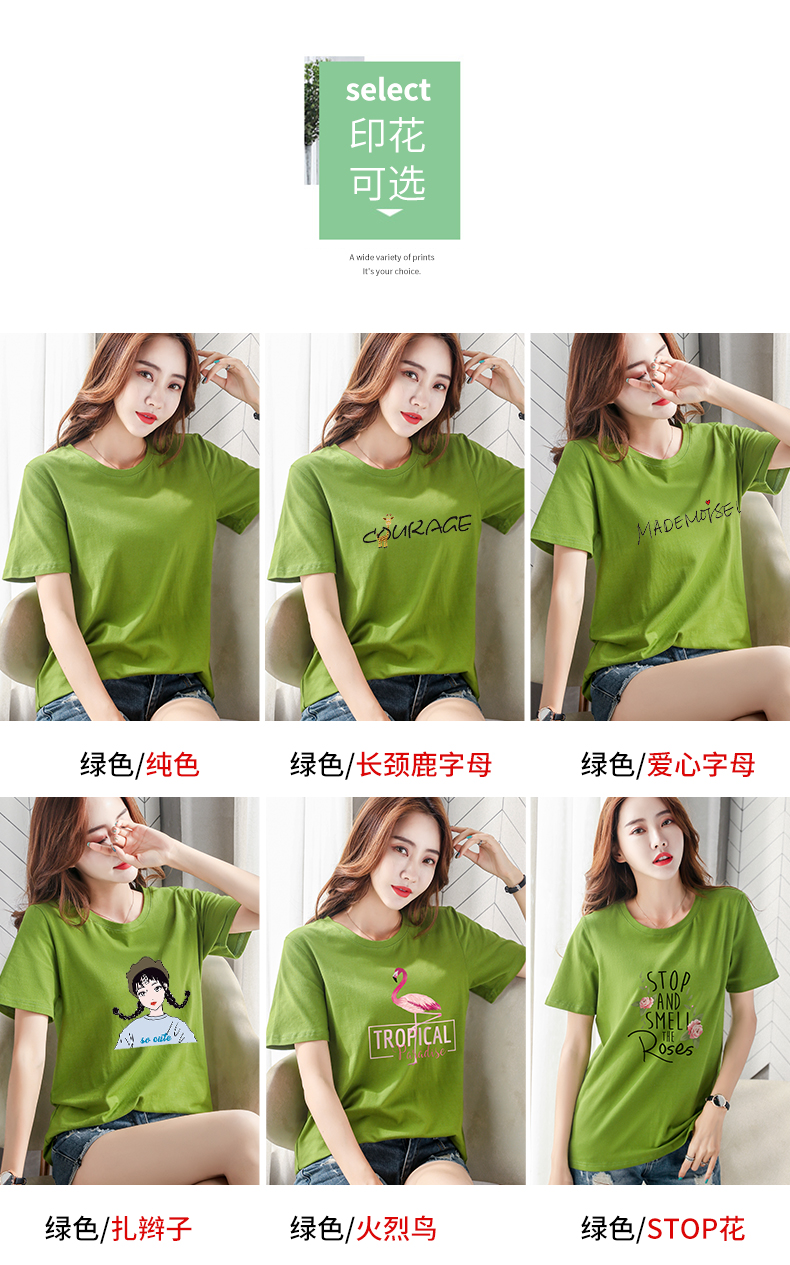 select
印花
可选
A wide variety of prints
It's your choice.
COURAGE
MADEMOISEL
绿色/纯色
绿色/长颈鹿字母
绿色/爱心字母
so cute
TROPICAL
Paradise
STOP
AND
SMELL
THE
Roses
绿色/扎辫子
绿色/火烈鸟
绿色/STOP花